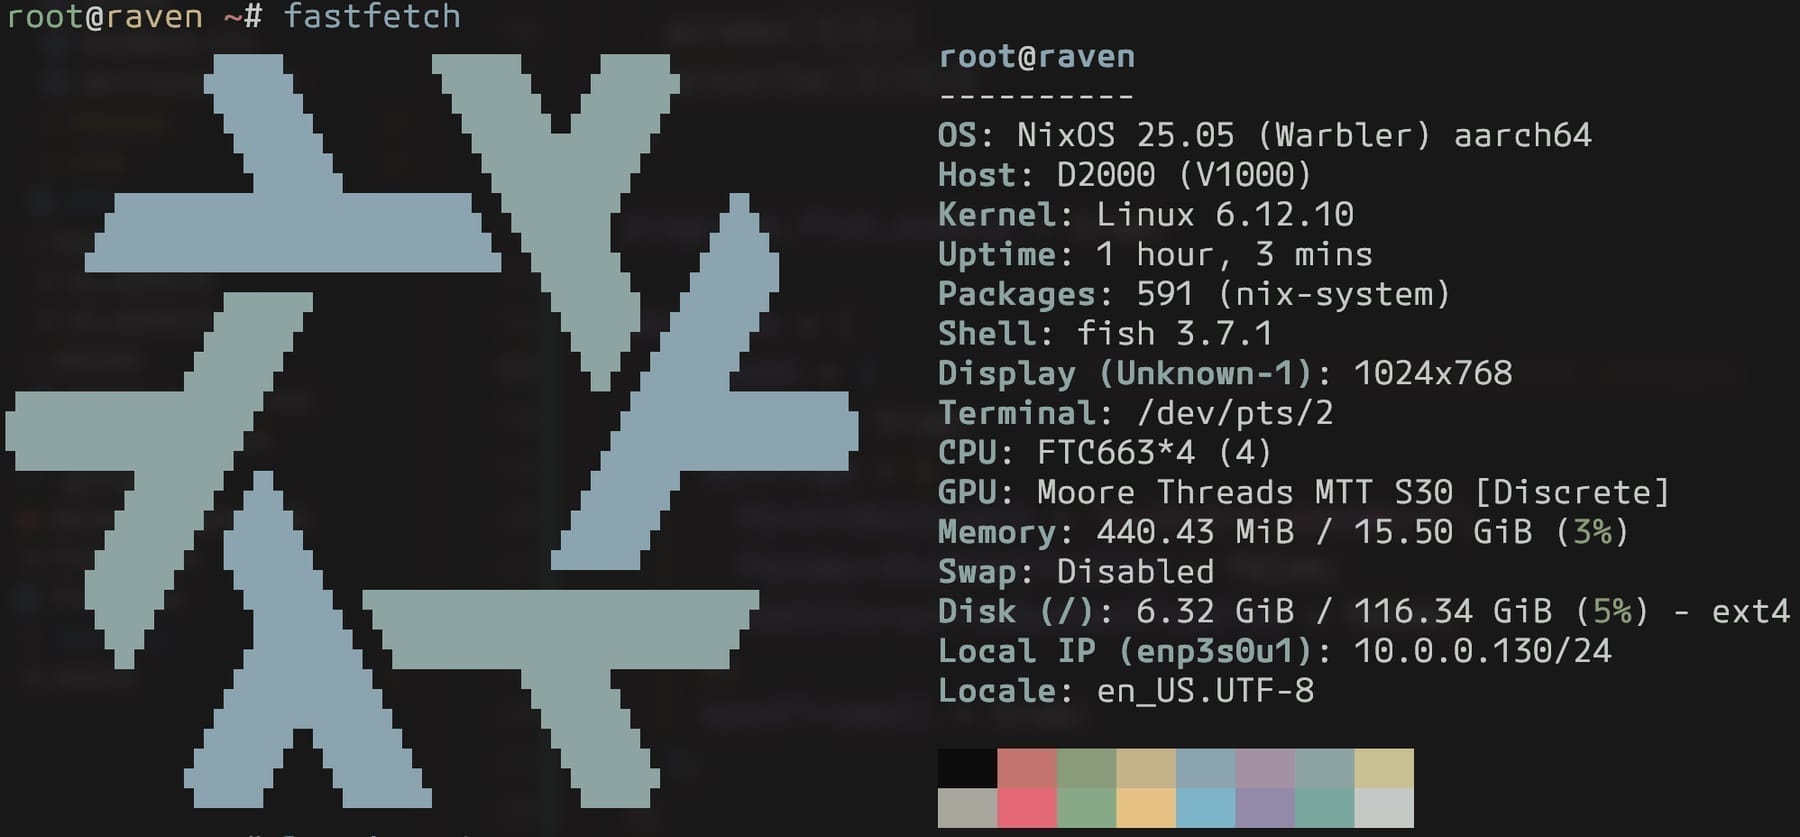 root@raven ~# fastfetch
root@raven
----------
OS: NixOS 25.05 (Warbler) aarch64
Host: D2000 (V1000)
Kernel: Linux 6.12.10
Uptime: 1 hour, 3 mins
Packages: 591 (nix-system)
Shell: fish 3.7.1
Display (Unknown-1): 1024x768
Terminal: /dev/pts/2
CPU: FTC663*4 (4)
GPU: Moore Threads MTT S30 [Discrete]
Memory: 440.43 MiB / 15.50 GiB (3%)
Swap: Disabled
Disk (/): 6.32 GiB / 116.34 GiB (5%) - ext4
Local IP (enp3s0u1): 10.0.0.130/24
Locale: en_US.UTF-8